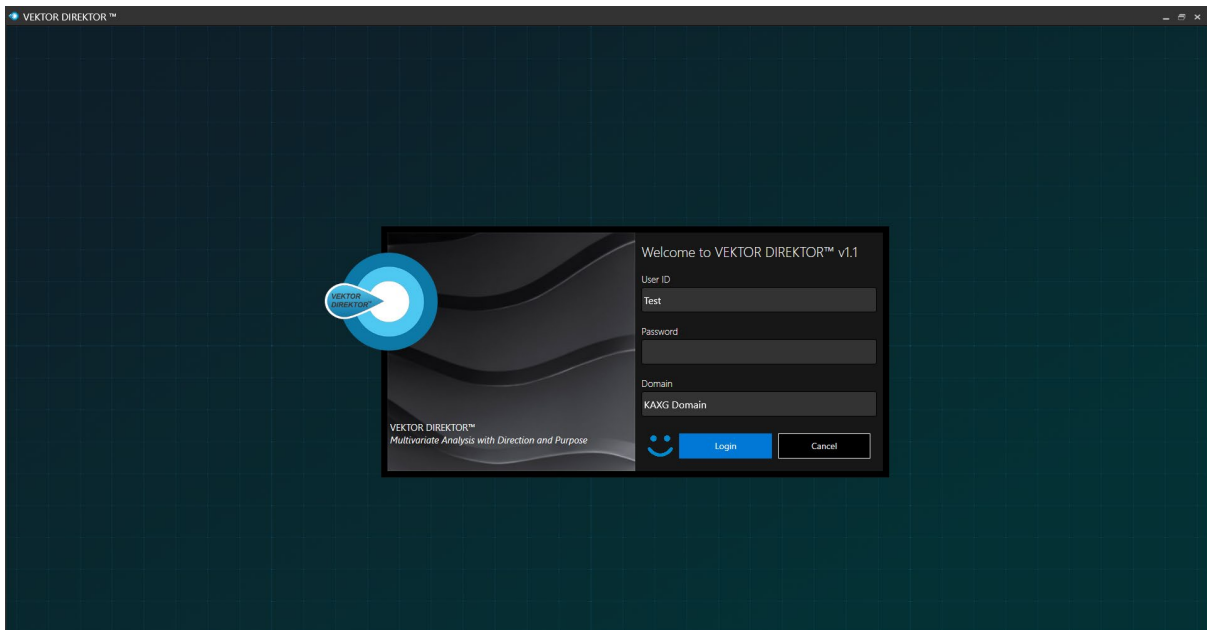 VEKTOR DIREKTOR ™
Welcome to VEKTOR DIREKTOR™ v1.1
User ID
Test
Password
Domain
KAXG Domain
Login
Cancel
VEKTOR
DIREKTOR™
VEKTOR DIREKTOR™
Multivariate Analysis with Direction and Purpose